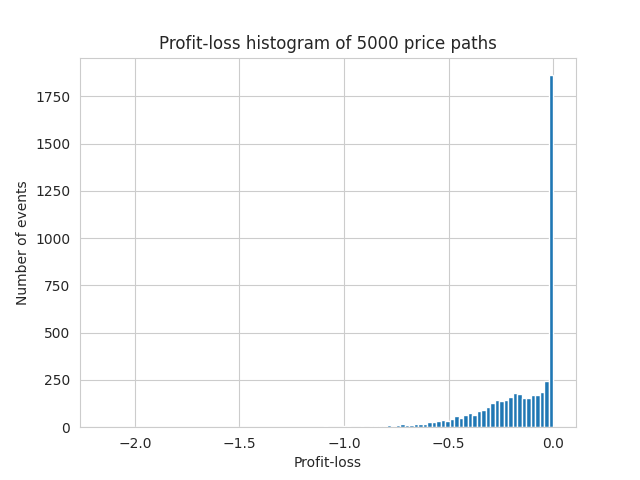 Profit-loss histogram of 5000 price paths
Number of events
1750
1500
1250
1000
750
500
250
0
−2.0 −1.5 −1.0 −0.5 0.0
Profit-loss